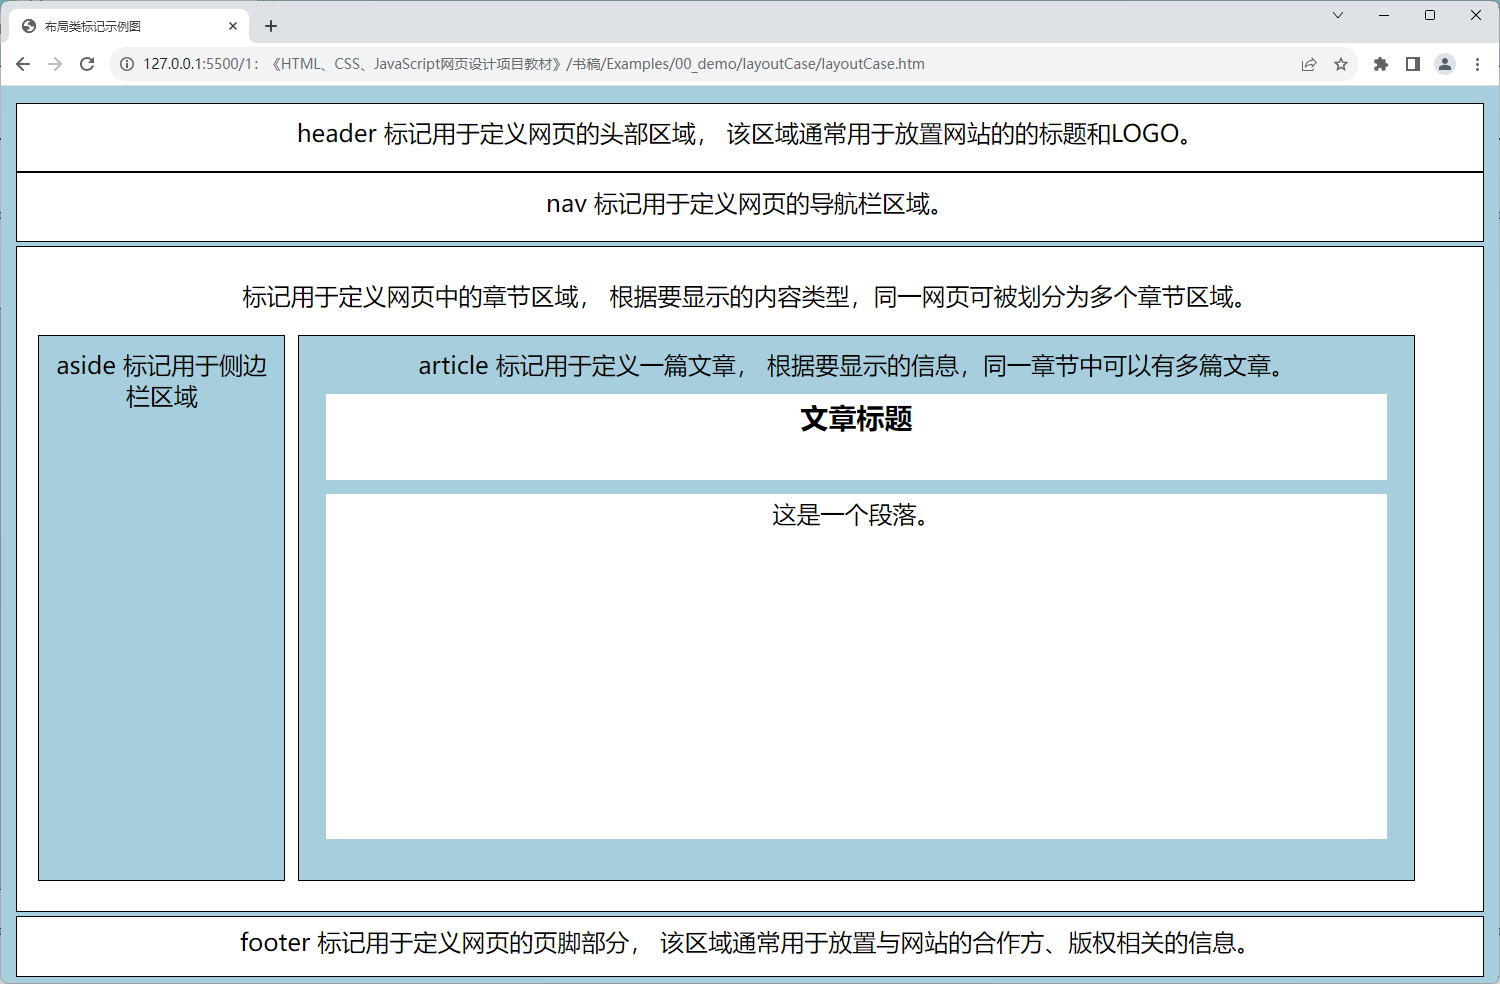 布局类标记示例图
127.0.0.1:5500/1：《HTML、CSS、JavaScript网页设计项目教材》/书稿/Examples/00_demo/layoutCase/layoutCase.htm
header 标记用于定义网页的头部区域， 该区域通常用于放置网站的的标题和LOGO。
nav 标记用于定义网页的导航栏区域。
标记用于定义网页中的章节区域， 根据要显示的内容类型，同一网页可被划分为多个章节区域。
aside 标记用于侧边
栏区域
article 标记用于定义一篇文章， 根据要显示的信息，同一章节中可以有多篇文章。
文章标题
这是一个段落。
footer 标记用于定义网页的页脚部分， 该区域通常用于放置与网站的合作方、版权相关的信息。